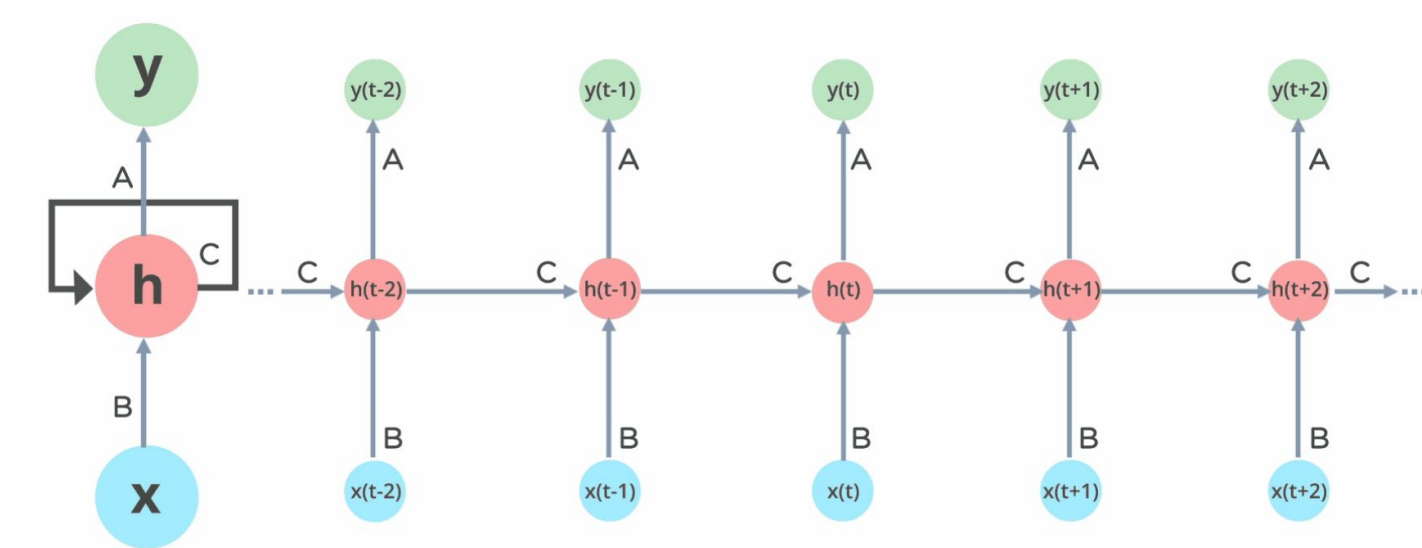 y
A
C
h
B
x
y(t-2) y(t-1) y(t) y(t+1) y(t+2)
A A A A A
.... C h(t-2) C h(t-1) C h(t) C h(t+1) C h(t+2) C ...
B B B B B
x(t-2) x(t-1) x(t) x(t+1) x(t+2)